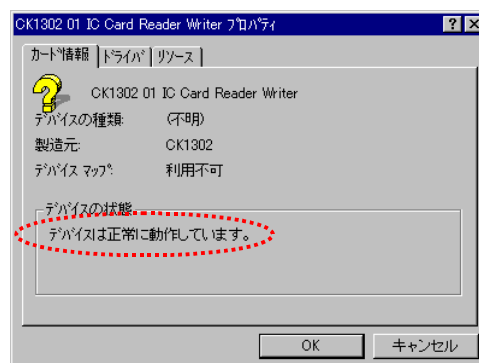 CK1302 01 IC Card Reader Writer プロパティ
カード情報 ドライバ リソース
CK1302 01 IC Card Reader Writer
デバイスの種類: (不明)
製造元: CK1302
デバイス マップ: 利用不可
デバイスの状態
デバイスは正常に動作しています。
OK キャンセル